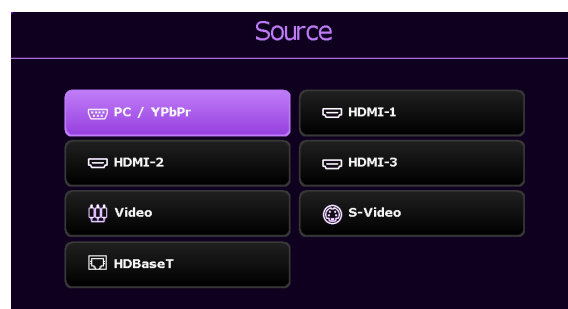 Source
PC / YPbPr
HDMI-1
HDMI-2
HDMI-3
Video
S-Video
HDBaseT